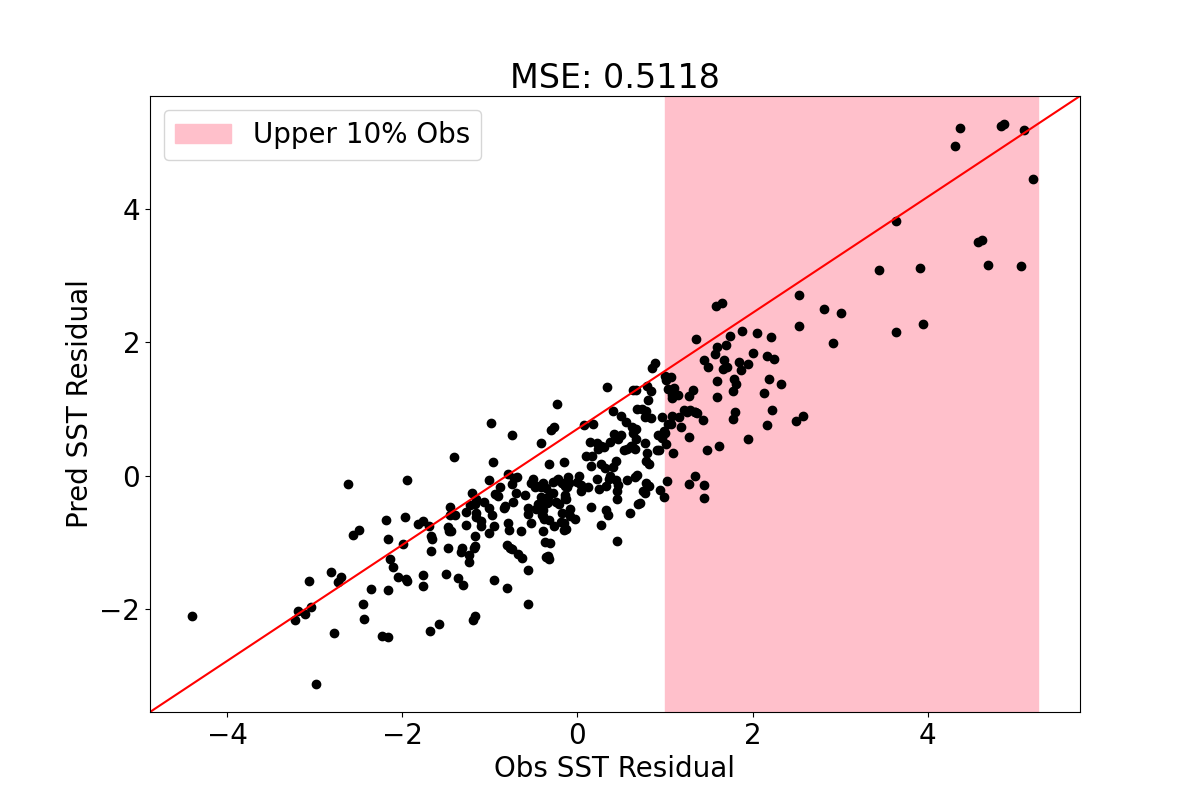 MSE: 0.5118
Upper 10% Obs
Pred SST Residual
4
2
0
−2
−4 −2 0 2 4
Obs SST Residual